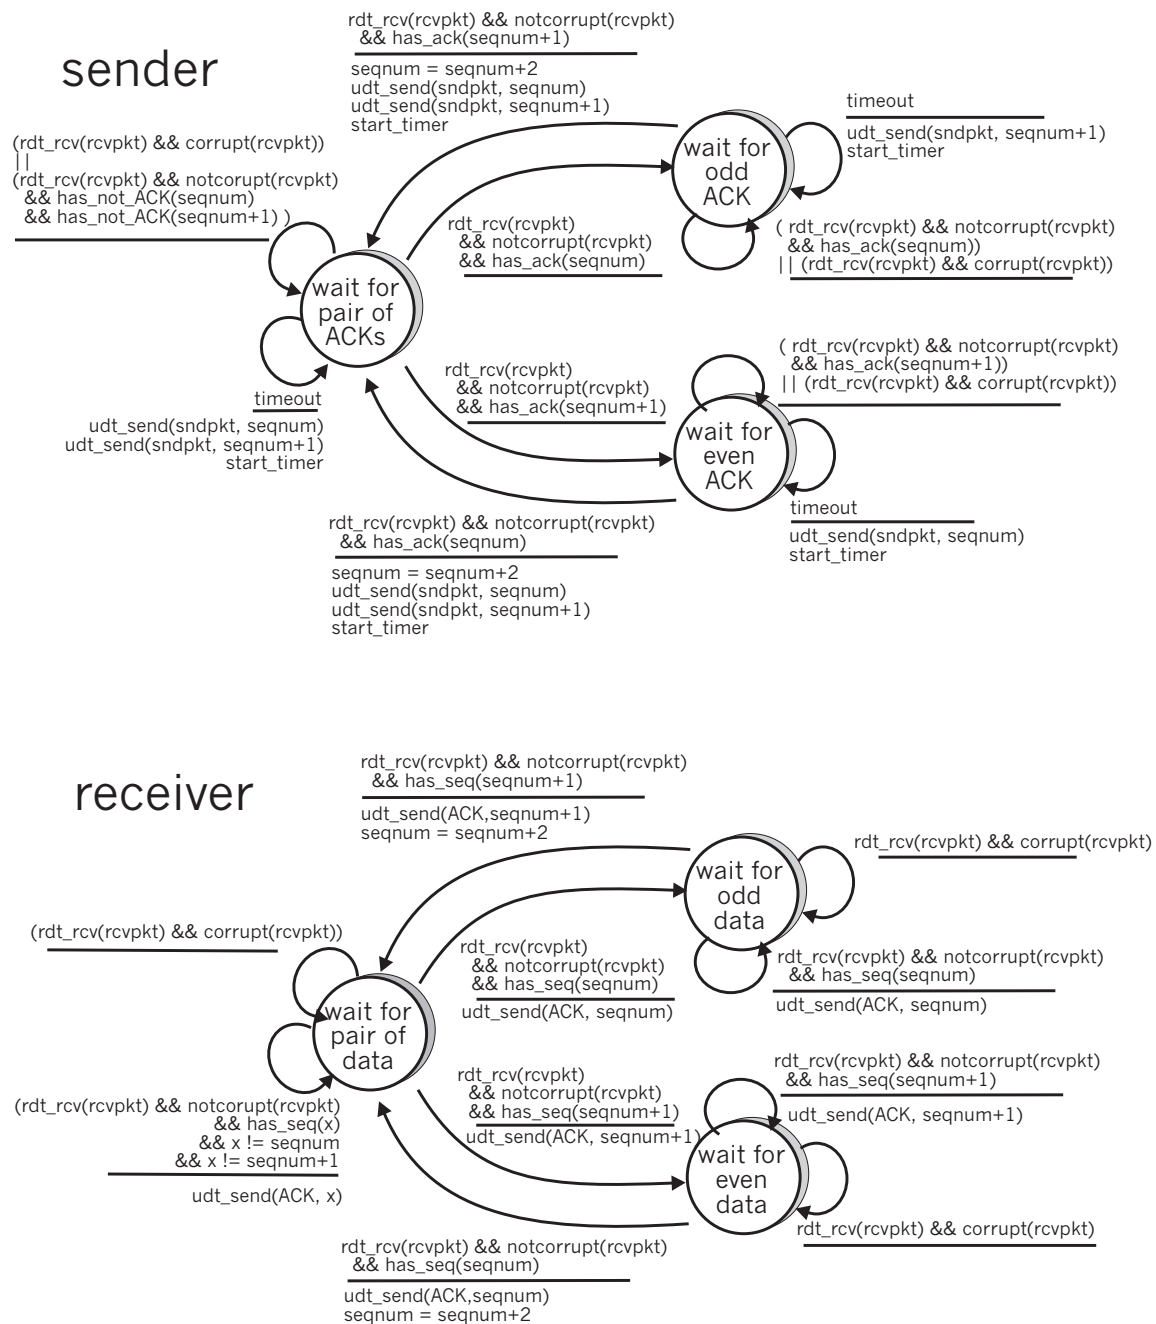 sender
rdt_rcv(rcvpkt) && notcorrupt(rcvpkt)
&& has_ack(seqnum+1)
seqnum = seqnum+2
udt_send(sndpkt, seqnum)
udt_send(sndpkt, seqnum+1)
start_timer
(rdt_rcv(rcvpkt) && corrupt(rcvpkt))
||
(rdt_rcv(rcvpkt) && notcorupt(rcvpkt)
&& has_not_ACK(seqnum)
&& has_not_ACK(seqnum+1) )
wait for
odd
ACK
timeout
udt_send(sndpkt, seqnum+1)
start_timer
rdt_rcv(rcvpkt)
&& notcorrupt(rcvpkt)
&& has_ack(seqnum)
( rdt_rcv(rcvpkt) && notcorrupt(rcvpkt)
&& has_ack(seqnum))
|| (rdt_rcv(rcvpkt) && corrupt(rcvpkt))
wait for
pair of
ACKs
timeout
udt_send(sndpkt, seqnum)
udt_send(sndpkt, seqnum+1)
start_timer
rdt_rcv(rcvpkt)
&& notcorrupt(rcvpkt)
&& has_ack(seqnum+1)
( rdt_rcv(rcvpkt) && notcorrupt(rcvpkt)
&& has_ack(seqnum+1))
|| (rdt_rcv(rcvpkt) && corrupt(rcvpkt))
wait for
even
ACK
timeout
udt_send(sndpkt, seqnum)
start_timer
rdt_rcv(rcvpkt) && notcorrupt(rcvpkt)
&& has_ack(seqnum)
seqnum = seqnum+2
udt_send(sndpkt, seqnum)
udt_send(sndpkt, seqnum+1)
start_timer
receiver
rdt_rcv(rcvpkt) && notcorrupt(rcvpkt)
&& has_seq(seqnum+1)
udt_send(ACK,seqnum+1)
seqnum = seqnum+2
wait for
odd
data
rdt_rcv(rcvpkt) && corrupt(rcvpkt)
(rdt_rcv(rcvpkt) && corrupt(rcvpkt))
rdt_rcv(rcvpkt)
&& notcorrupt(rcvpkt)
&& has_seq(seqnum)
udt_send(ACK, seqnum)
rdt_rcv(rcvpkt) && notcorrupt(rcvpkt)
&& has_seq(seqnum)
udt_send(ACK, seqnum)
wait for
pair of
data
(rdt_rcv(rcvpkt) && notcorupt(rcvpkt)
&& has_seq(x)
&& x != seqnum
&& x != seqnum+1
udt_send(ACK, x)
rdt_rcv(rcvpkt)
&& notcorrupt(rcvpkt)
&& has_seq(seqnum+1)
udt_send(ACK, seqnum+1)
rdt_rcv(rcvpkt) && notcorrupt(rcvpkt)
&& has_seq(seqnum+1)
udt_send(ACK, seqnum+1)
wait for
even
data
rdt_rcv(rcvpkt) && corrupt(rcvpkt)
rdt_rcv(rcvpkt) && notcorrupt(rcvpkt)
&& has_seq(seqnum)
udt_send(ACK,seqnum)
seqnum = seqnum+2